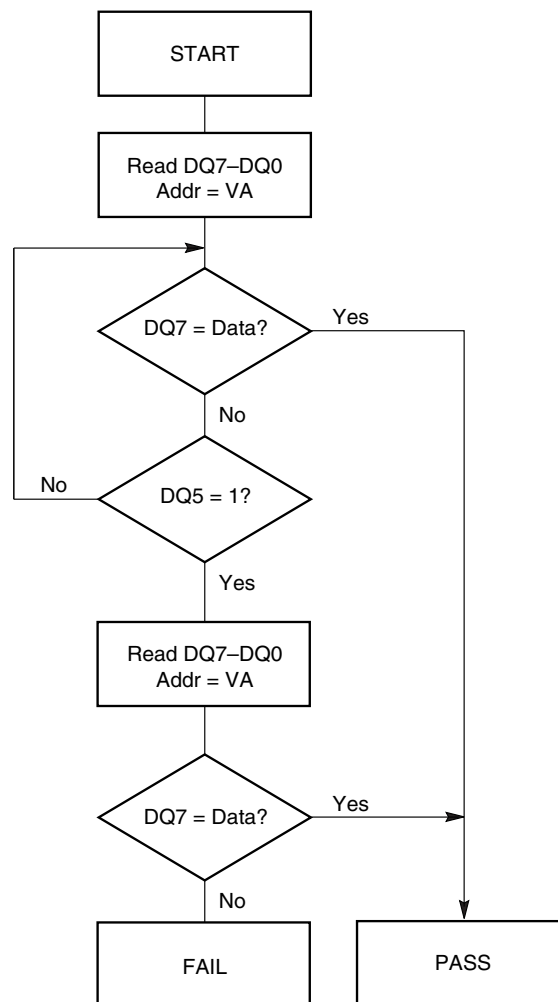 START
Read DQ7–DQ0
Addr = VA
DQ7 = Data?
Yes
No
No
DQ5 = 1?
Yes
Read DQ7–DQ0
Addr = VA
DQ7 = Data?
Yes
No
FAIL
PASS